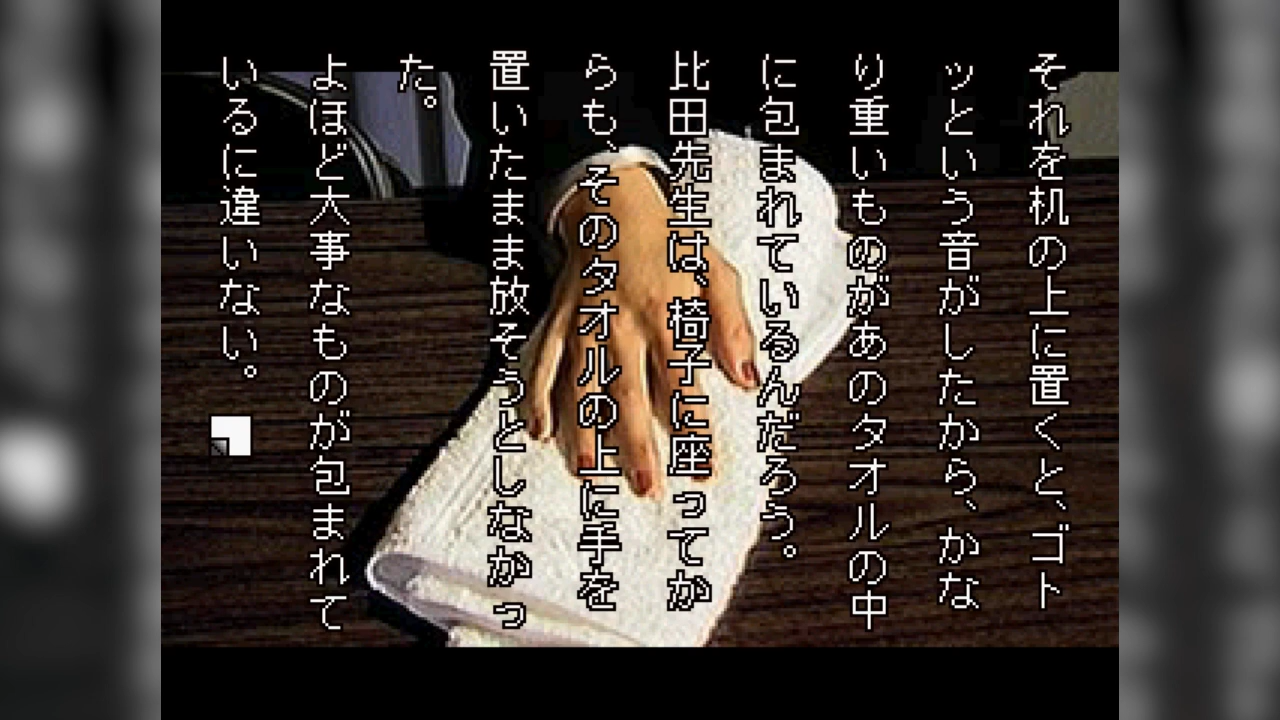 それを机の上に置くと、ゴト
ッという音がしたから、かな
り重いものがあのタオルの中
に包まれているんだろう。
比田先生は、椅子に座ってか
らも、そのタオルの上に手を
置いたまま放そうとしなかっ
た。
よほど大事なものが包まれて
いるに違いない。